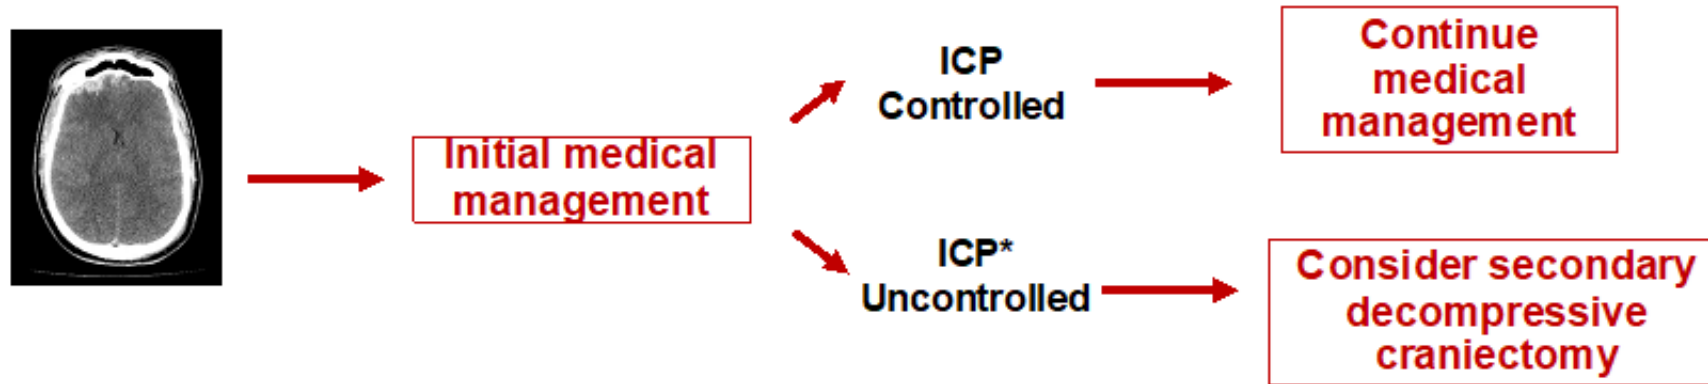 Initial medical
management
ICP
Controlled
Continue
medical
management
ICP*
Uncontrolled
Consider secondary
decompressive
craniectomy